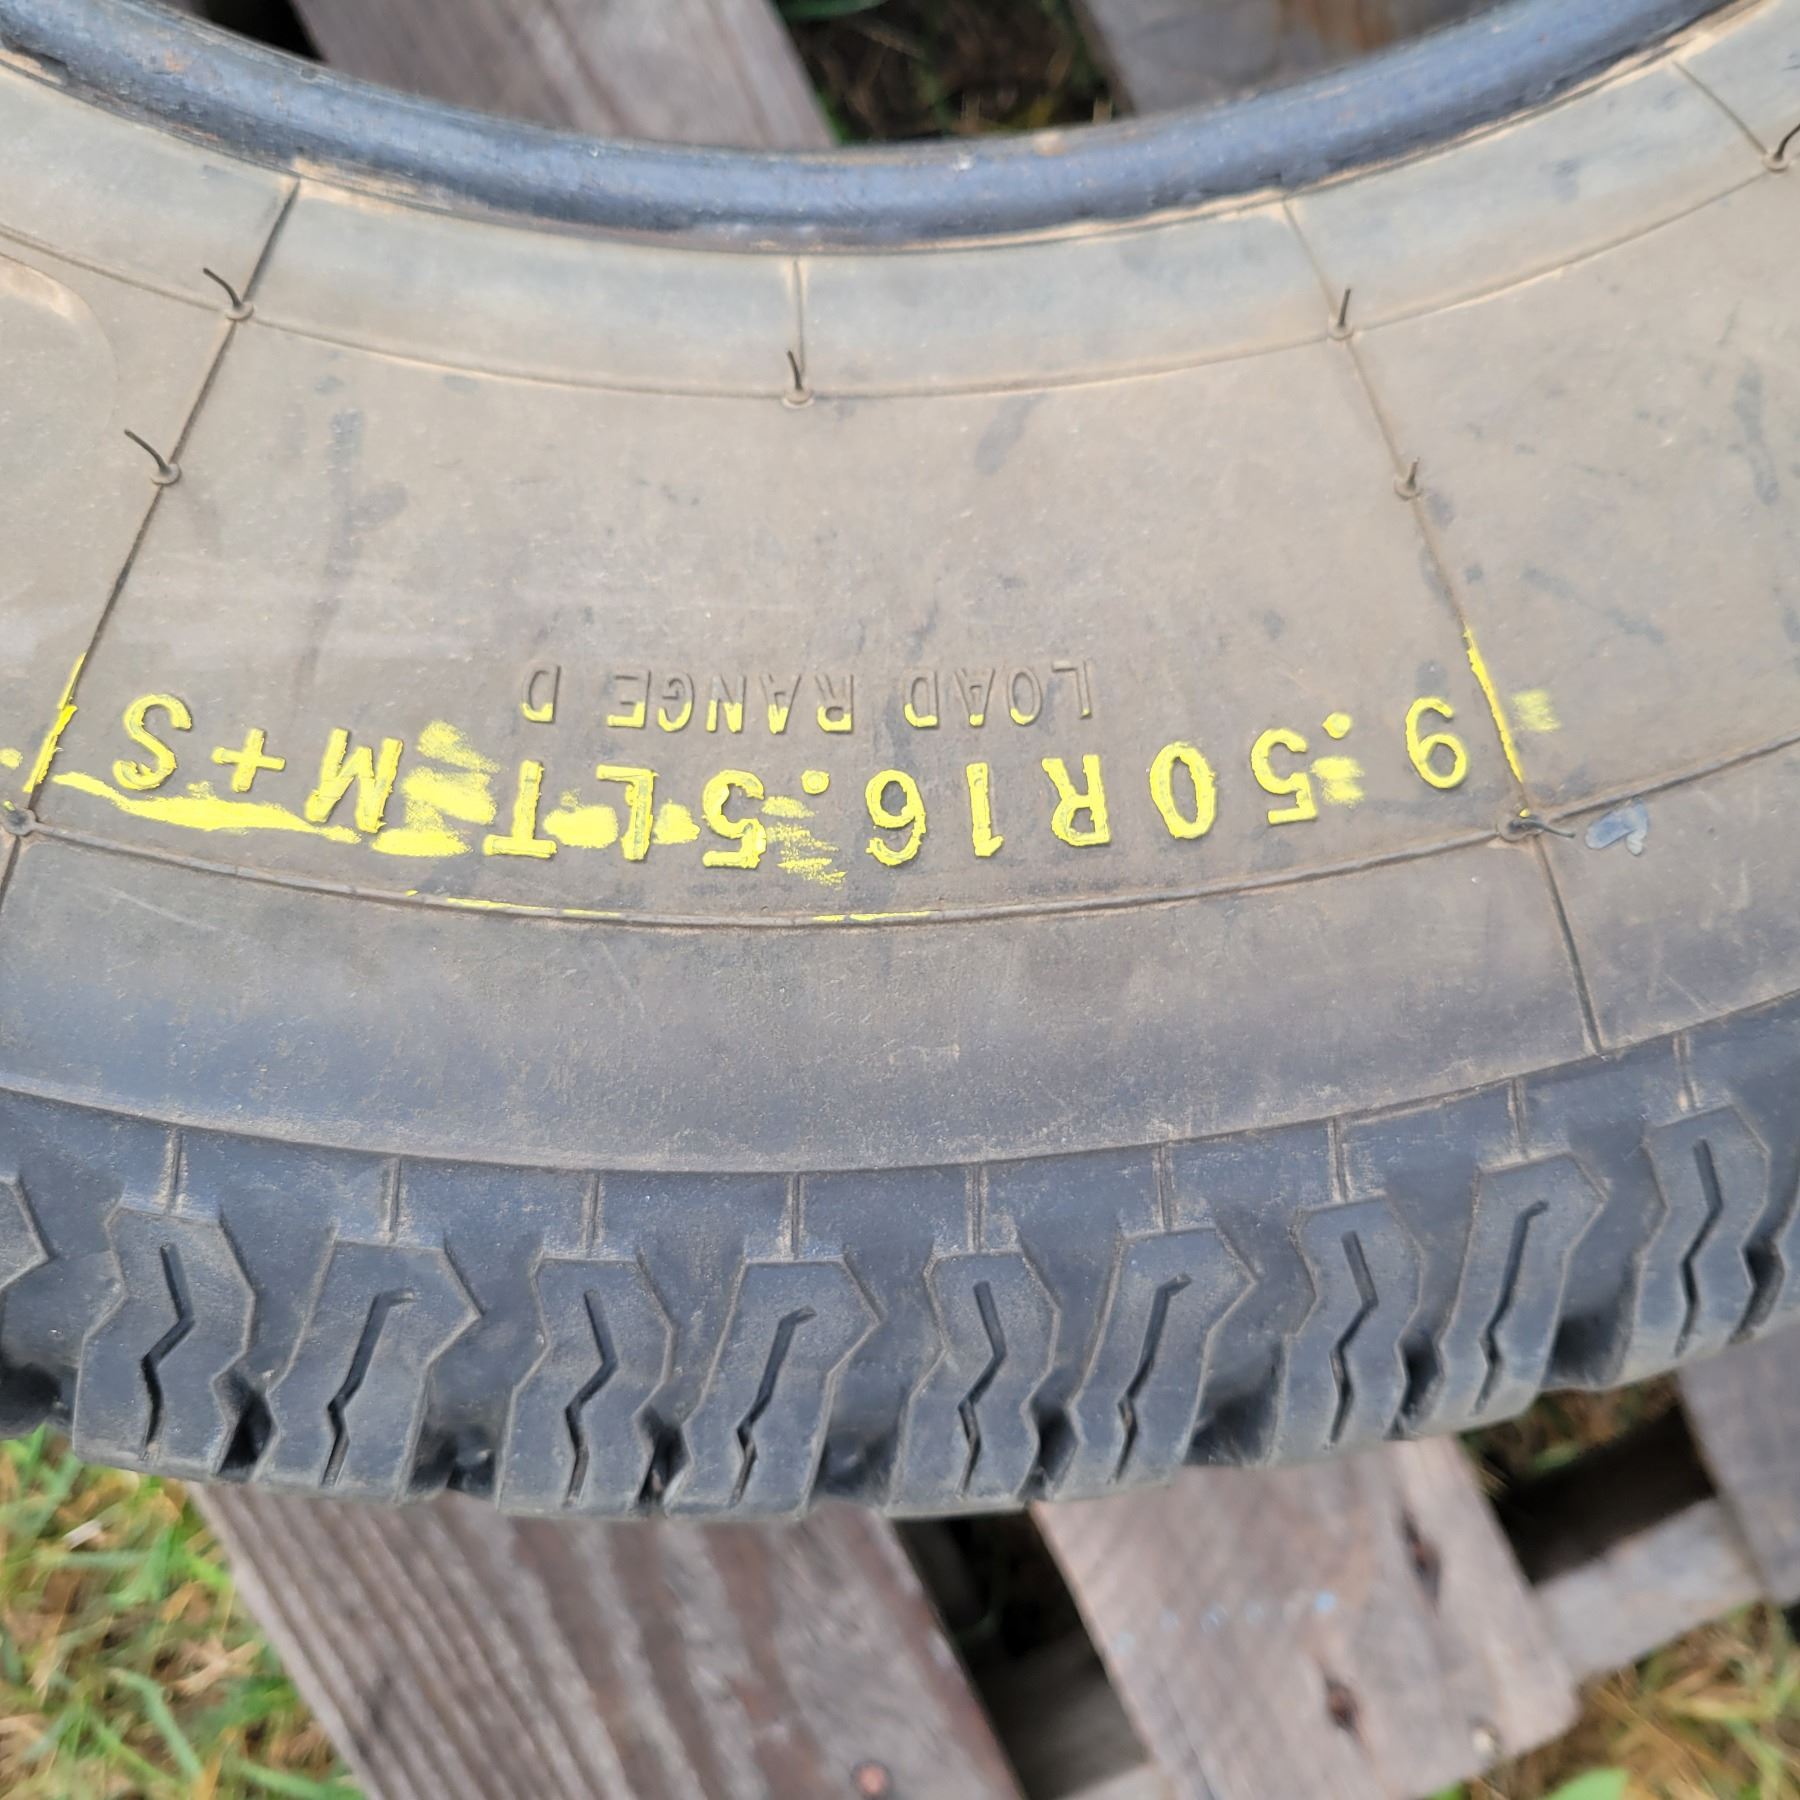 9.50R16.5LT M+S
LOAD RANGE D